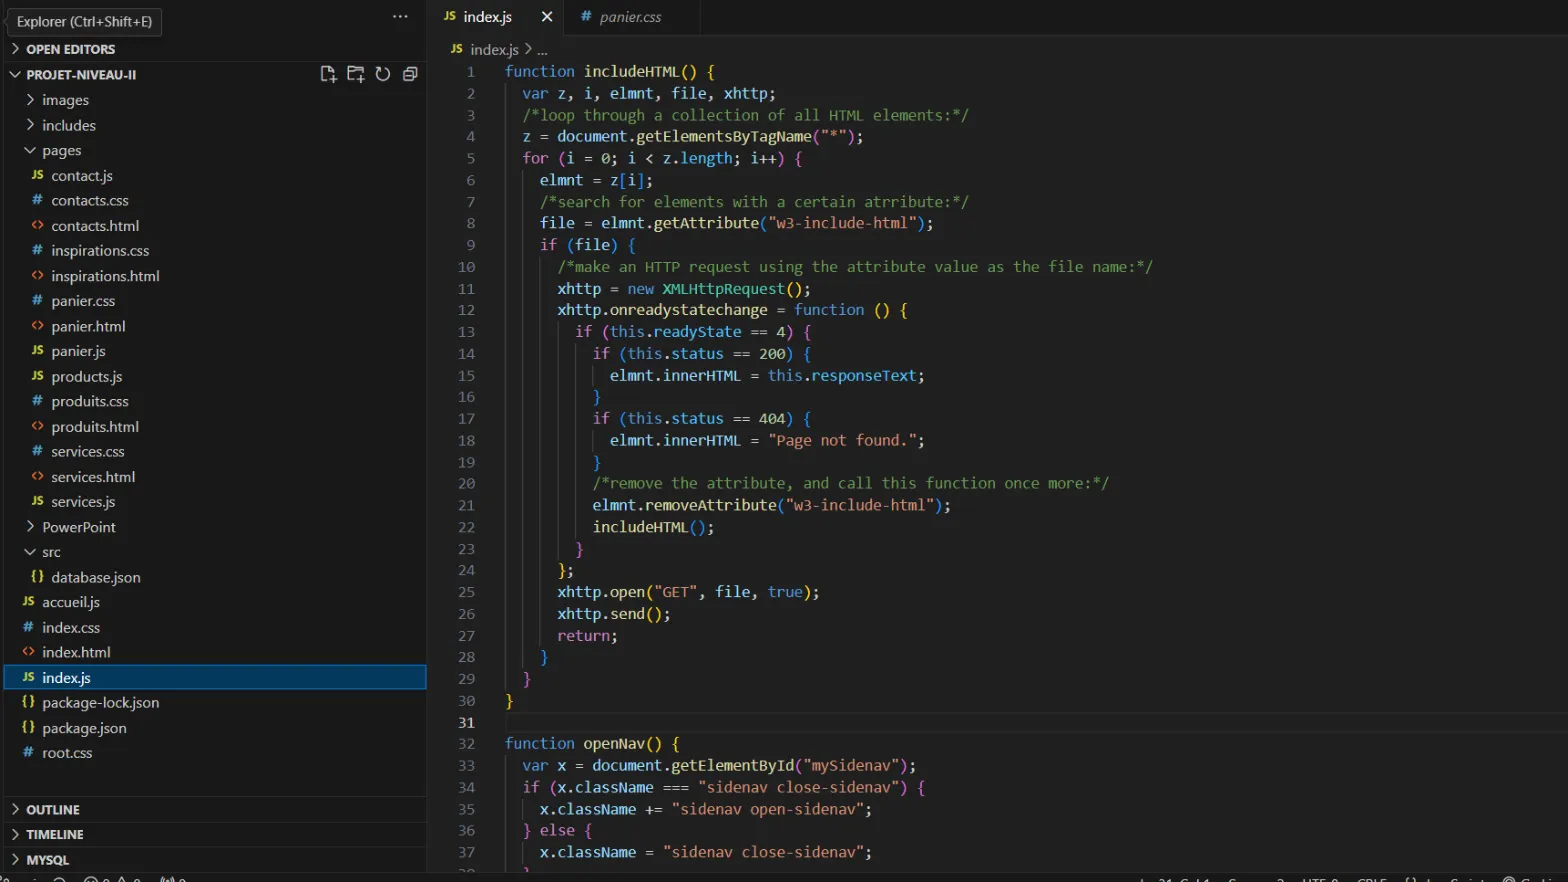 Explorer (Ctrl+Shift+E)
...
OPEN EDITORS
PROJET-NIVEAU-II
images
includes
pages
JS contact.js
# contacts.css
<> contacts.html
# inspirations.css
<> inspirations.html
# panier.css
<> panier.html
JS panier.js
JS products.js
# produits.css
<> produits.html
# services.css
<> services.html
JS services.js
PowerPoint
src
{} database.json
JS accueil.js
# index.css
<> index.html
JS index.js
{} package-lock.json
{} package.json
# root.css
OUTLINE
TIMELINE
MYSQL
JS index.js
# panier.css
JS index.js > ...
1 function includeHTML() {
2 var z, i, elmnt, file, xhttp;
3 /*loop through a collection of all HTML elements:*/
4 z = document.getElementsByTagName("*");
5 for (i = 0; i < z.length; i++) {
6 elmnt = z[i];
7 /*search for elements with a certain atrribute:*/
8 file = elmnt.getAttribute("w3-include-html");
9 if (file) {
10 /*make an HTTP request using the attribute value as the file name:*/
11 xhttp = new XMLHttpRequest();
12 xhttp.onreadystatechange = function () {
13 if (this.readyState == 4) {
14 if (this.status == 200) {
15 elmnt.innerHTML = this.responseText;
16 }
17 if (this.status == 404) {
18 elmnt.innerHTML = "Page not found.";
19 }
20 /*remove the attribute, and call this function once more:*/
21 elmnt.removeAttribute("w3-include-html");
22 includeHTML();
23 }
24 };
25 xhttp.open("GET", file, true);
26 xhttp.send();
27 return;
28 }
29 }
30 }
31
32 function openNav() {
33 var x = document.getElementById("mySidenav");
34 if (x.className === "sidenav close-sidenav") {
35 x.className += "sidenav open-sidenav";
36 } else {
37 x.className = "sidenav close-sidenav";